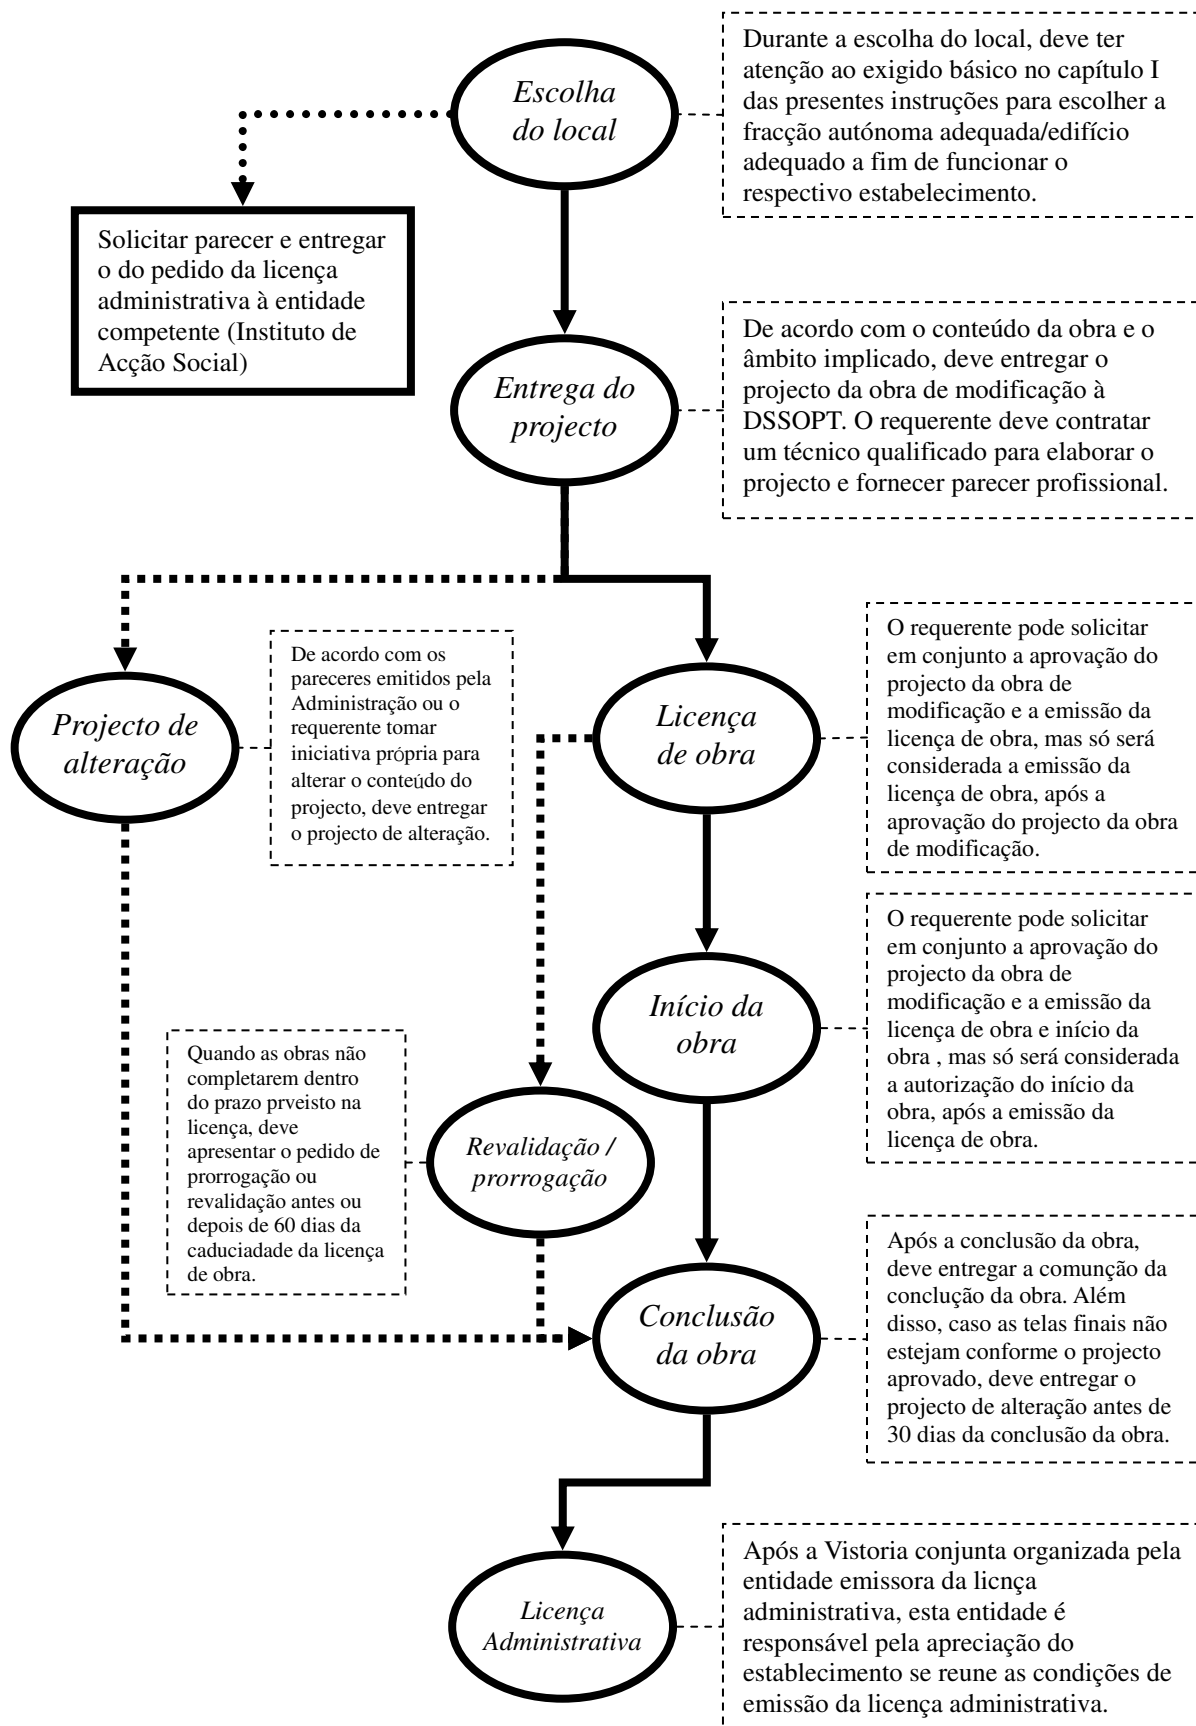 Escolha
do local
Durante a escolha do local, deve ter
atenção ao exigido básico no capítulo I
das presentes instruções para escolher a
fracção autónoma adequada/edifício
adequado a fim de funcionar o
respectivo estabelecimento.
Solicitar parecer e entregar
o do pedido da licença
administrativa à entidade
competente (Instituto de
Acção Social)
Entrega do
projecto
De acordo com o conteúdo da obra e o
âmbito implicado, deve entregar o
projecto da obra de modificação à
DSSOPT. O requerente deve contratar
um técnico qualificado para elaborar o
projecto e fornecer parecer profissional.
Projecto de
alteração
De acordo com os
pareceres emitidos pela
Administração ou o
requerente tomar
iniciativa própria para
alterar o conteúdo do
projecto, deve entregar
o projecto de alteração.
Licença
de obra
O requerente pode solicitar
em conjunto a aprovação do
projecto da obra de
modificação e a emissão da
licença de obra, mas só será
considerada a emissão da
licença de obra, após a
aprovação do projecto da obra
de modificação.
Início da
obra
O requerente pode solicitar
em conjunto a aprovação do
projecto da obra de
modificação e a emissão da
licença de obra e início da
obra , mas só será considerada
a autorização do início da
obra, após a emissão da
licença de obra.
Quando as obras não
completarem dentro
do prazo prveisto na
licença, deve
apresentar o pedido de
prorrogação ou
revalidação antes ou
depois de 60 dias da
caduciadade da licença
de obra.
Revalidação /
prorrogação
Conclusão
da obra
Após a conclusão da obra,
deve entregar a comunção da
conclução da obra. Além
disso, caso as telas finais não
estejam conforme o projecto
aprovado, deve entregar o
projecto de alteração antes de
30 dias da conclusão da obra.
Licença
Administrativa
Após a Vistoria conjunta organizada pela
entidade emissora da licnça
administrativa, esta entidade é
responsável pela apreciação do
establecimento se reune as condições de
emissão da licença administrativa.